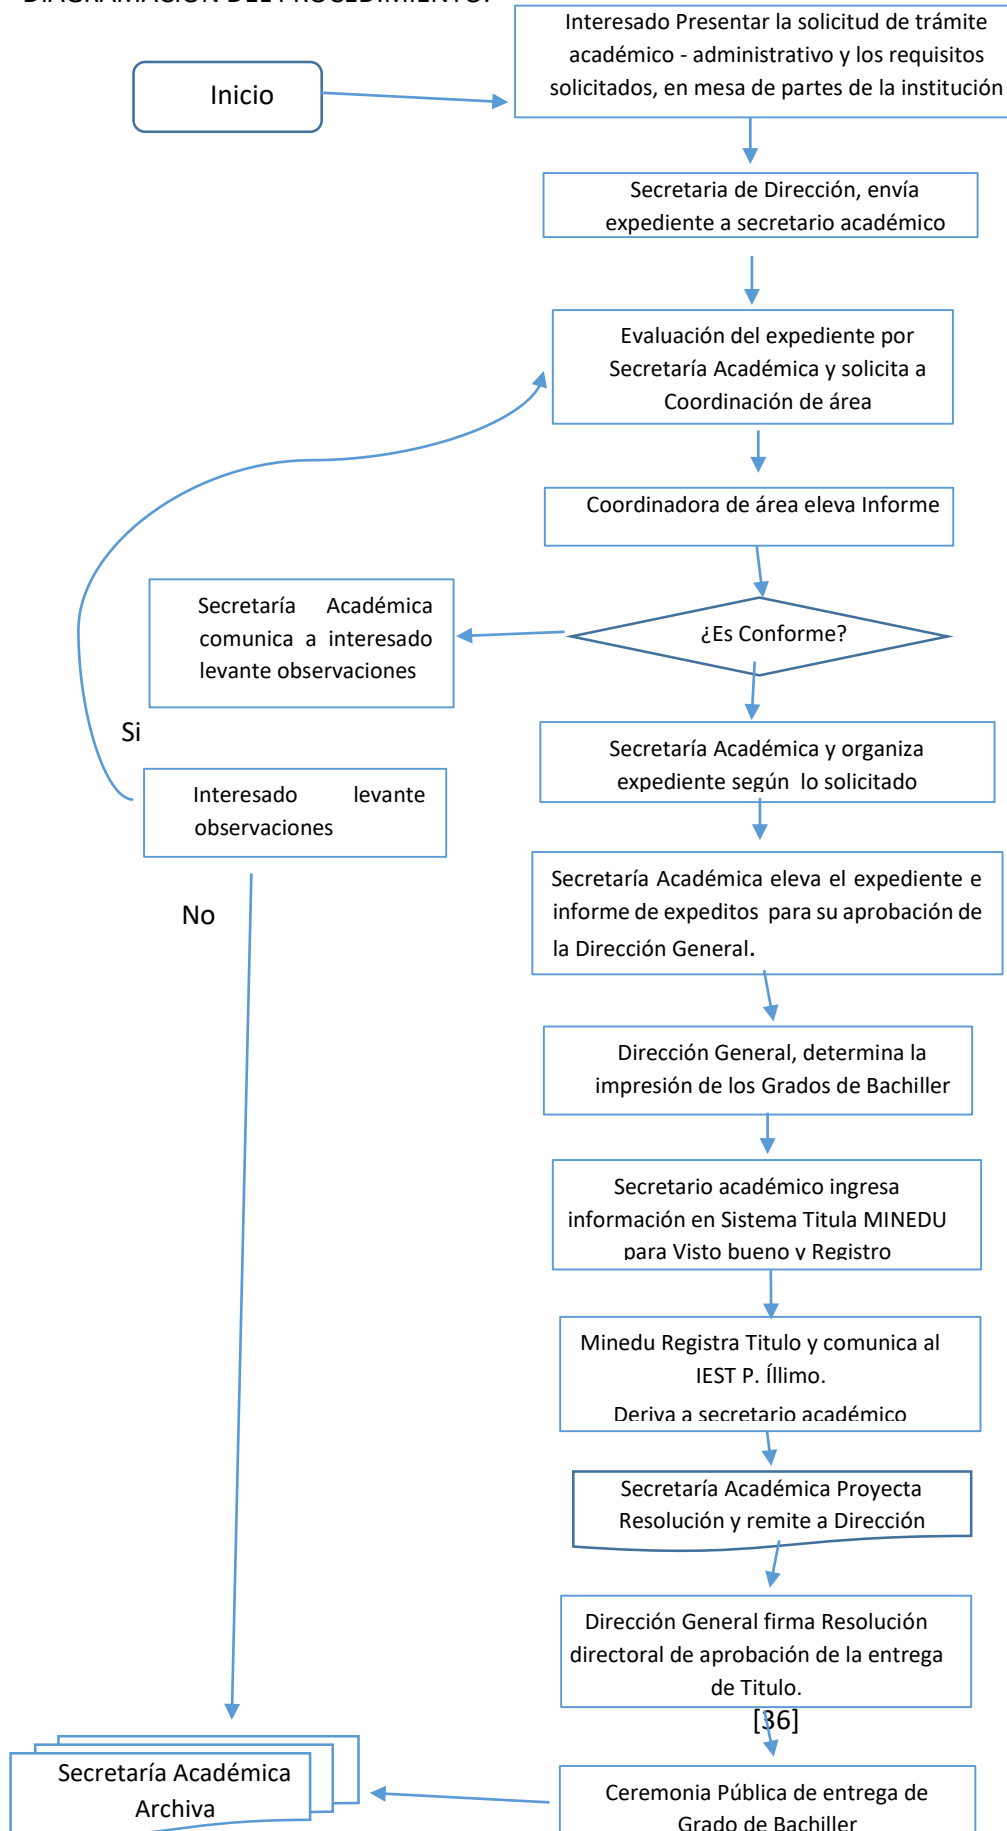 DIAGRAMACIÓN DEL PROCEDIMIENTO:
Inicio
Interesado Presentar la solicitud de trámite
académico - administrativo y los requisitos
solicitados, en mesa de partes de la institución
Secretaria de Dirección, envía
expediente a secretario académico
Evaluación del expediente por
Secretaría Académica y solicita a
Coordinación de área
Coordinadora de área eleva Informe
¿Es Conforme?
Secretaría Académica
comunica a interesado
levante observaciones
Si
Interesado levante
observaciones
No
Secretaría Académica y organiza
expediente según lo solicitado
Secretaría Académica eleva el expediente e
informe de expeditos para su aprobación de
la Dirección General.
Dirección General, determina la
impresión de los Grados de Bachiller
Secretario académico ingresa
información en Sistema Titula MINEDU
para Visto bueno y Registro
Minedu Registra Titulo y comunica al
IEST P. Íllimo.
Deriva a secretario académico
Secretaría Académica Proyecta
Resolución y remite a Dirección
Dirección General firma Resolución
directoral de aprobación de la entrega
de Titulo.
[36]
Ceremonia Pública de entrega de
Grado de Bachiller
Secretaría Académica
Archiva